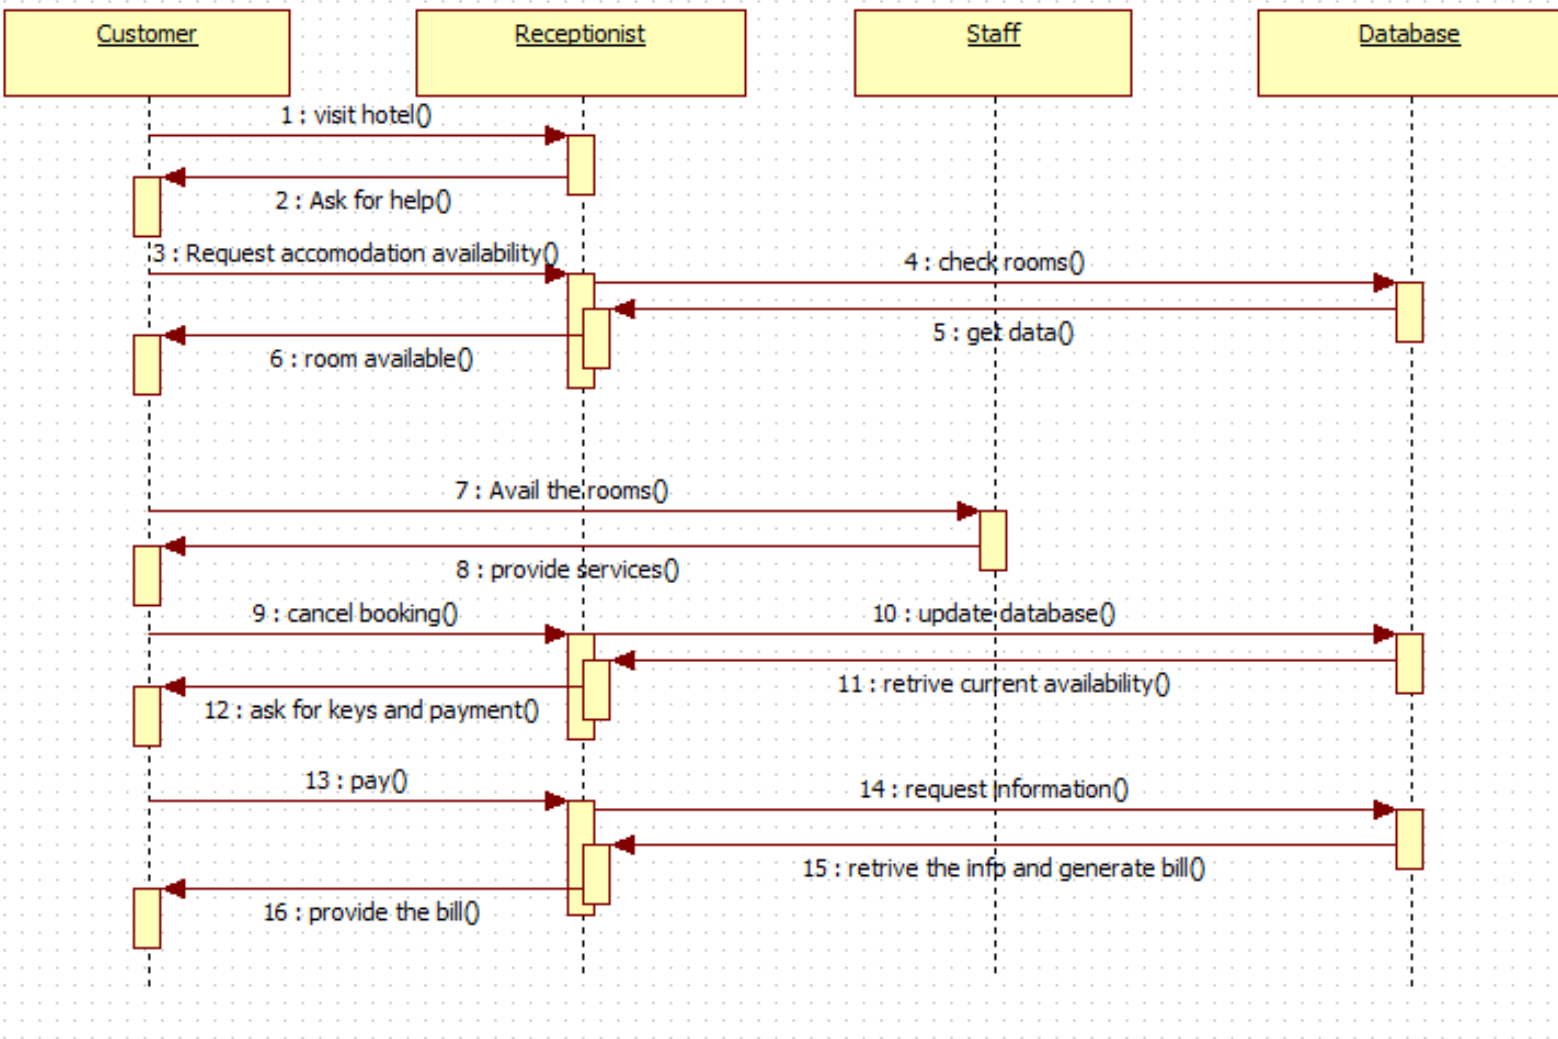 Customer
Receptionist
Staff
Database
1 : visit hotel()
2 : Ask for help()
3 : Request accomodation availability()
4 : check rooms()
5 : get data()
6 : room available()
7 : Avail the rooms()
8 : provide services()
9 : cancel booking()
10 : update database()
11 : retrive current availability()
12 : ask for keys and payment()
13 : pay()
14 : request information()
15 : retrive the info and generate bill()
16 : provide the bill()